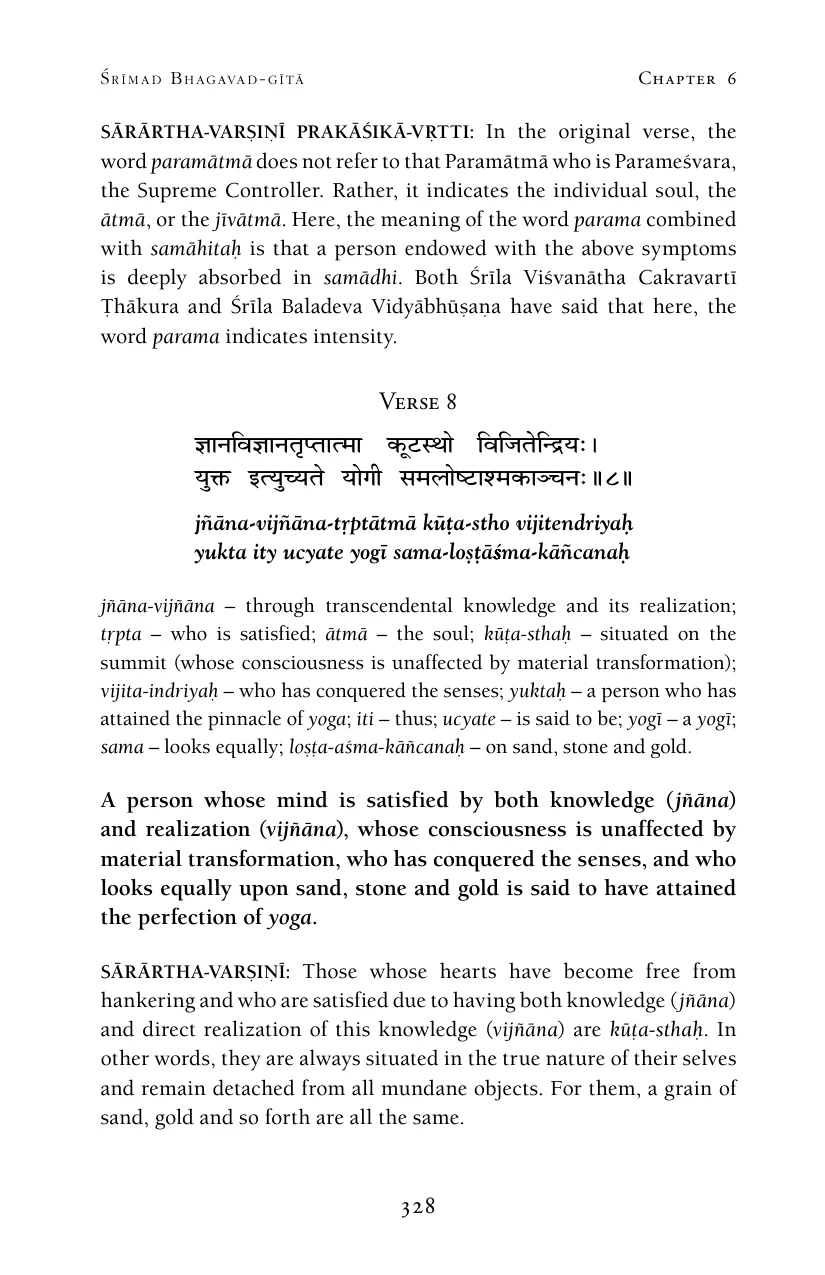 Śrīmad Bhagavad-gītā Chapter 6
SĀRĀRTHA-VARṢIṆĪ PRAKĀŚIKĀ-VṚTTI: In the original verse, the
word paramātmā does not refer to that Paramātmā who is Parameśvara,
the Supreme Controller. Rather, it indicates the individual soul, the
ātmā, or the jīvātmā. Here, the meaning of the word parama combined
with samāhitaḥ is that a person endowed with the above symptoms
is deeply absorbed in samādhi. Both Śrīla Viśvanātha Cakravartī
Ṭhākura and Śrīla Baladeva Vidyābhūṣaṇa have said that here, the
word parama indicates intensity.
Verse 8
ज्ञानविज्ञानतृप्तात्मा कूटस्थो विजितेन्द्रियः।
युक्त इत्युच्यते योगी समलोष्टाश्मकाञ्चनः॥८॥
jñāna-vijñāna-tṛptātmā kūṭa-stho vijitendriyaḥ
yukta ity ucyate yogī sama-loṣṭāśma-kāñcanaḥ
jñāna-vijñāna – through transcendental knowledge and its realization;
tṛpta – who is satisfied; ātmā – the soul; kūṭa-sthaḥ – situated on the
summit (whose consciousness is unaffected by material transformation);
vijita-indriyaḥ – who has conquered the senses; yuktaḥ – a person who has
attained the pinnacle of yoga; iti – thus; ucyate – is said to be; yogī – a yogī;
sama – looks equally; loṣṭa-aśma-kāñcanaḥ – on sand, stone and gold.
A person whose mind is satisfied by both knowledge (jñāna)
and realization (vijñāna), whose consciousness is unaffected by
material transformation, who has conquered the senses, and who
looks equally upon sand, stone and gold is said to have attained
the perfection of yoga.
SĀRĀRTHA-VARṢIṆĪ: Those whose hearts have become free from
hankering and who are satisfied due to having both knowledge (jñāna)
and direct realization of this knowledge (vijñāna) are kūṭa-sthaḥ. In
other words, they are always situated in the true nature of their selves
and remain detached from all mundane objects. For them, a grain of
sand, gold and so forth are all the same.
328